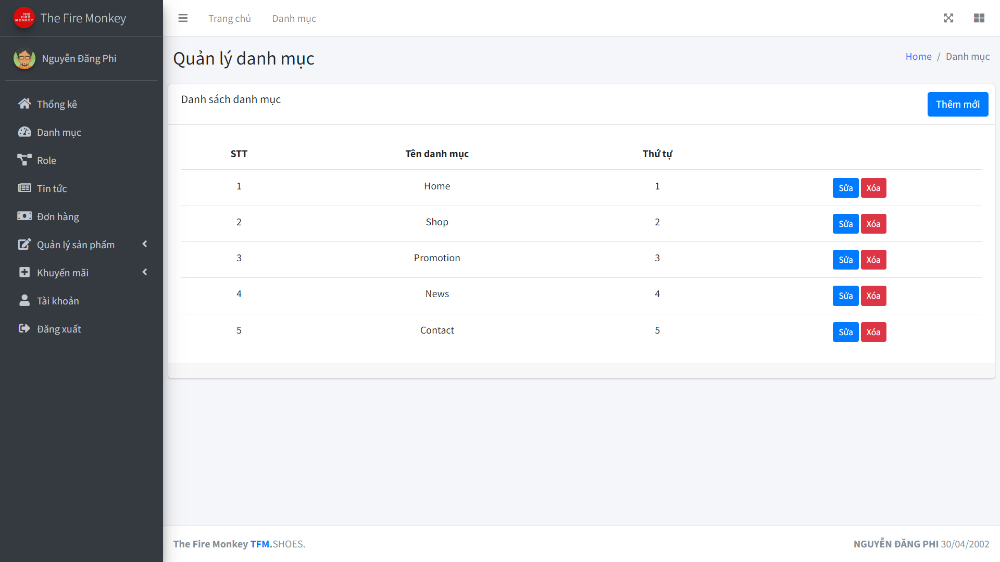 THE FIRE MONKEY
The Fire Monkey
Nguyễn Đăng Phi
Thống kê
Danh mục
Role
Tin tức
Đơn hàng
Quản lý sản phẩm
Khuyến mãi
Tài khoản
Đăng xuất
Trang chủ Danh mục
Quản lý danh mục
Home / Danh mục
Danh sách danh mục
Thêm mới
STT Tên danh mục Thứ tự
1 Home 1 Sửa Xóa
2 Shop 2 Sửa Xóa
3 Promotion 3 Sửa Xóa
4 News 4 Sửa Xóa
5 Contact 5 Sửa Xóa
The Fire Monkey TFM.SHOES.
NGUYỄN ĐĂNG PHI 30/04/2002